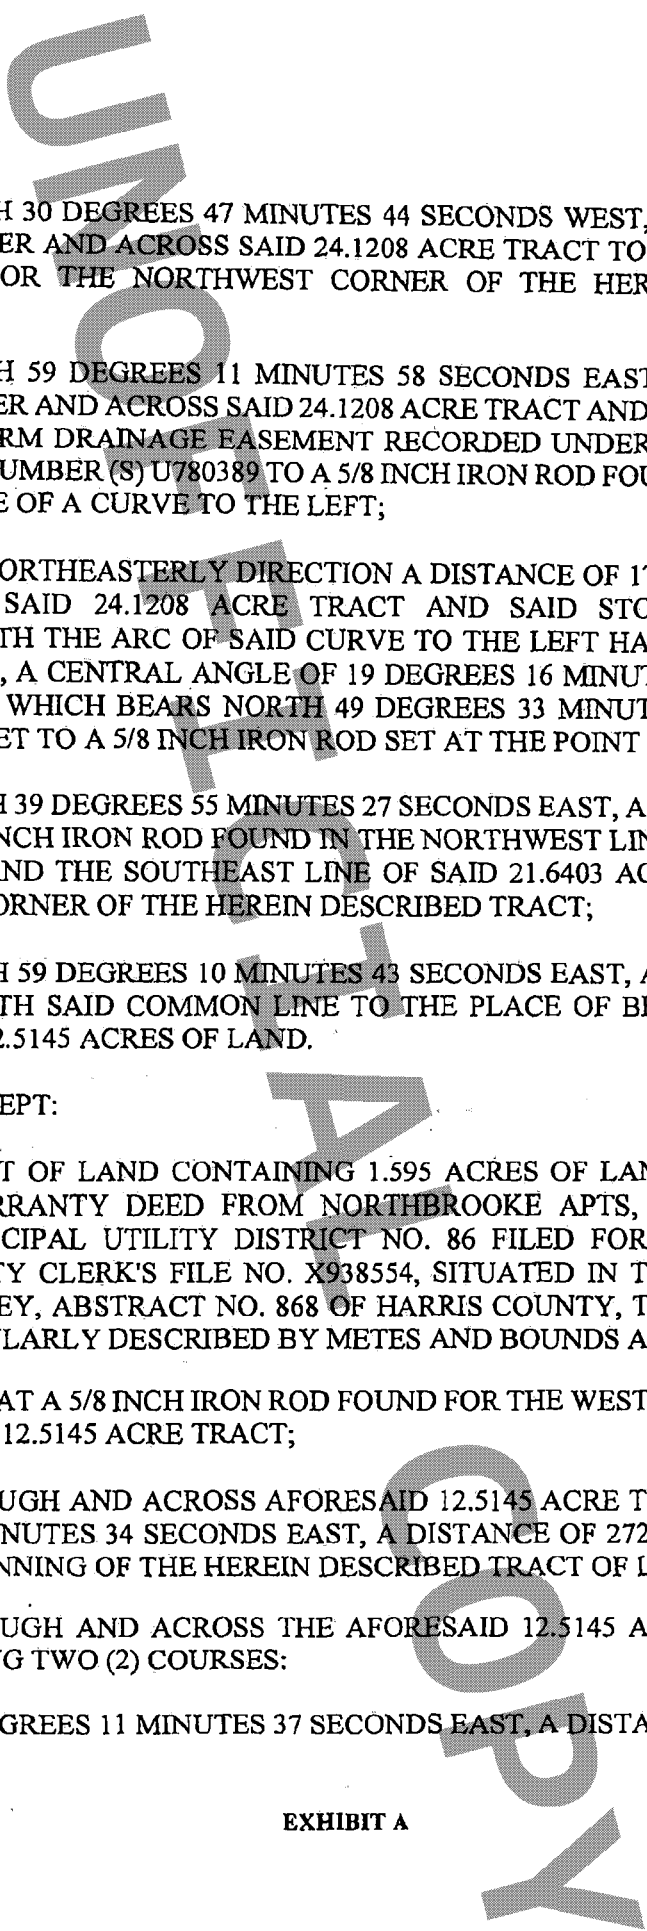 H 30 DEGREES 47 MINUTES 44 SECONDS WEST,
ER AND ACROSS SAID 24.1208 ACRE TRACT TO
OR THE NORTHWEST CORNER OF THE HER
H 59 DEGREES 11 MINUTES 58 SECONDS EAST
ER AND ACROSS SAID 24.1208 ACRE TRACT AND
RM DRAINAGE EASEMENT RECORDED UNDER
UMBER (S) U780389 TO A 5/8 INCH IRON ROD FOU
E OF A CURVE TO THE LEFT;
ORTHEASTERLY DIRECTION A DISTANCE OF 17
SAID 24.1208 ACRE TRACT AND SAID STO
TH THE ARC OF SAID CURVE TO THE LEFT HA
, A CENTRAL ANGLE OF 19 DEGREES 16 MINUT
WHICH BEARS NORTH 49 DEGREES 33 MINUT
ET TO A 5/8 INCH IRON ROD SET AT THE POINT
H 39 DEGREES 55 MINUTES 27 SECONDS EAST, A
NCH IRON ROD FOUND IN THE NORTHWEST LIN
ND THE SOUTHEAST LINE OF SAID 21.6403 AC
ORNER OF THE HEREIN DESCRIBED TRACT;
H 59 DEGREES 10 MINUTES 43 SECONDS EAST, A
TH SAID COMMON LINE TO THE PLACE OF BE
2.5145 ACRES OF LAND.
EPT:
T OF LAND CONTAINING 1.595 ACRES OF LAN
RRANTY DEED FROM NORTHBROOKE APTS,
CIPAL UTILITY DISTRICT NO. 86 FILED FOR
TY CLERK'S FILE NO. X938554, SITUATED IN T
EY, ABSTRACT NO. 868 OF HARRIS COUNTY, T
LARLY DESCRIBED BY METES AND BOUNDS A
AT A 5/8 INCH IRON ROD FOUND FOR THE WEST
12.5145 ACRE TRACT;
UGH AND ACROSS AFORESAID 12.5145 ACRE T
NUTES 34 SECONDS EAST, A DISTANCE OF 272
NNING OF THE HEREIN DESCRIBED TRACT OF L
UGH AND ACROSS THE AFORESAID 12.5145 A
G TWO (2) COURSES:
GREES 11 MINUTES 37 SECONDS EAST, A DISTA
EXHIBIT A
UNOFFICIAL COPY